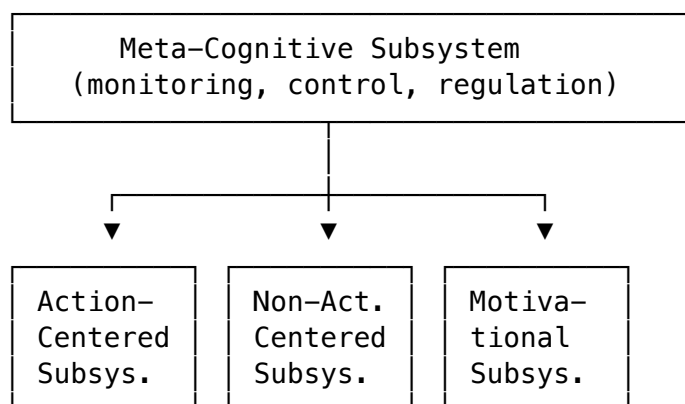 Meta-Cognitive Subsystem
(monitoring, control, regulation)
Action- Non-Act. Motiva-
Centered Centered tional
Subsys. Subsys. Subsys.